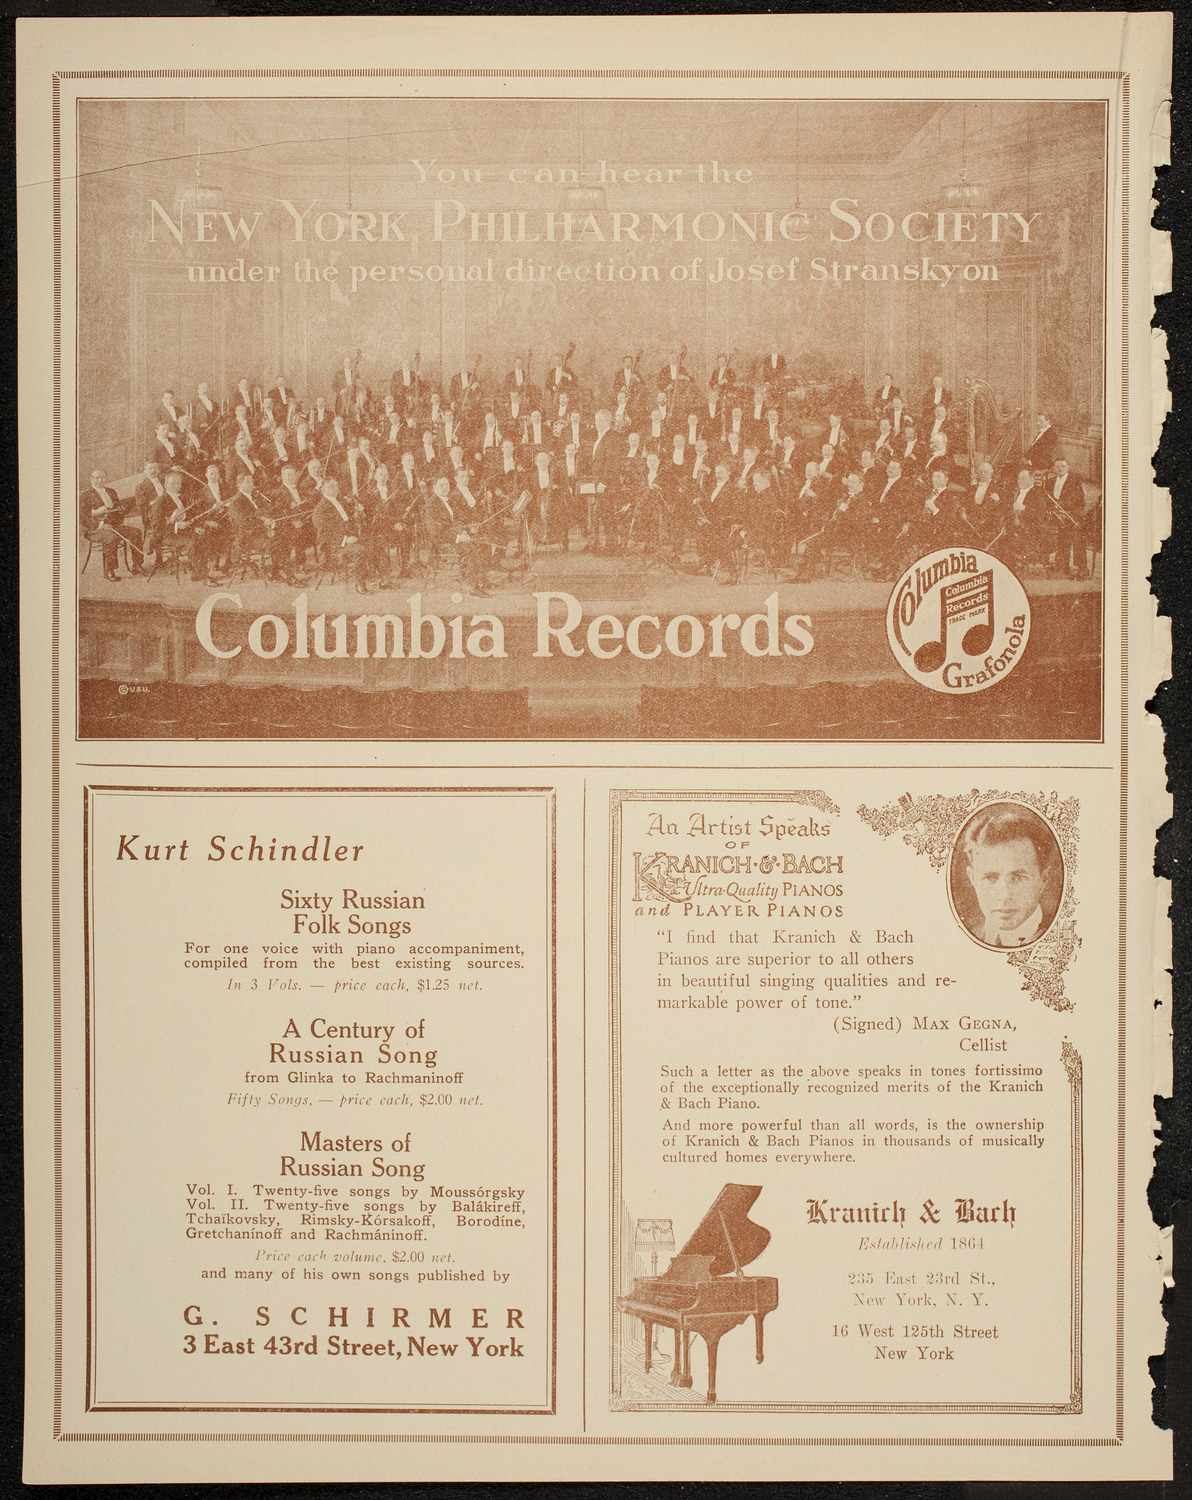 You can hear the
NEW YORK PHILHARMONIC SOCIETY
under the personal direction of Josef Stransky on
Columbia Records
Columbia
Columbia
Records
TRADE MARK
Grafonola
© U & U.
Kurt Schindler
Sixty Russian
Folk Songs
For one voice with piano accompaniment,
compiled from the best existing sources.
In 3 Vols. — price each, $1.25 net.
A Century of
Russian Song
from Glinka to Rachmaninoff
Fifty Songs, — price each, $2.00 net.
Masters of
Russian Song
Vol. I. Twenty-five songs by Moussórgsky
Vol. II. Twenty-five songs by Balákireff,
Tchaïkovsky, Rimsky-Kórsakoff, Borodíne,
Gretchanínoff and Rachmáninoff.
Price each volume, $2.00 net.
and many of his own songs published by
G. SCHIRMER
3 East 43rd Street, New York
An Artist Speaks
OF
KRANICH·&·BACH
Ultra-Quality PIANOS
and PLAYER PIANOS
“I find that Kranich & Bach
Pianos are superior to all others
in beautiful singing qualities and re-
markable power of tone.”
(Signed) MAX GEGNA,
Cellist
Such a letter as the above speaks in tones fortissimo
of the exceptionally recognized merits of the Kranich
& Bach Piano.
And more powerful than all words, is the ownership
of Kranich & Bach Pianos in thousands of musically
cultured homes everywhere.
Kranich & Bach
Established 1864
235 East 23rd St.,
New York, N. Y.
16 West 125th Street
New York